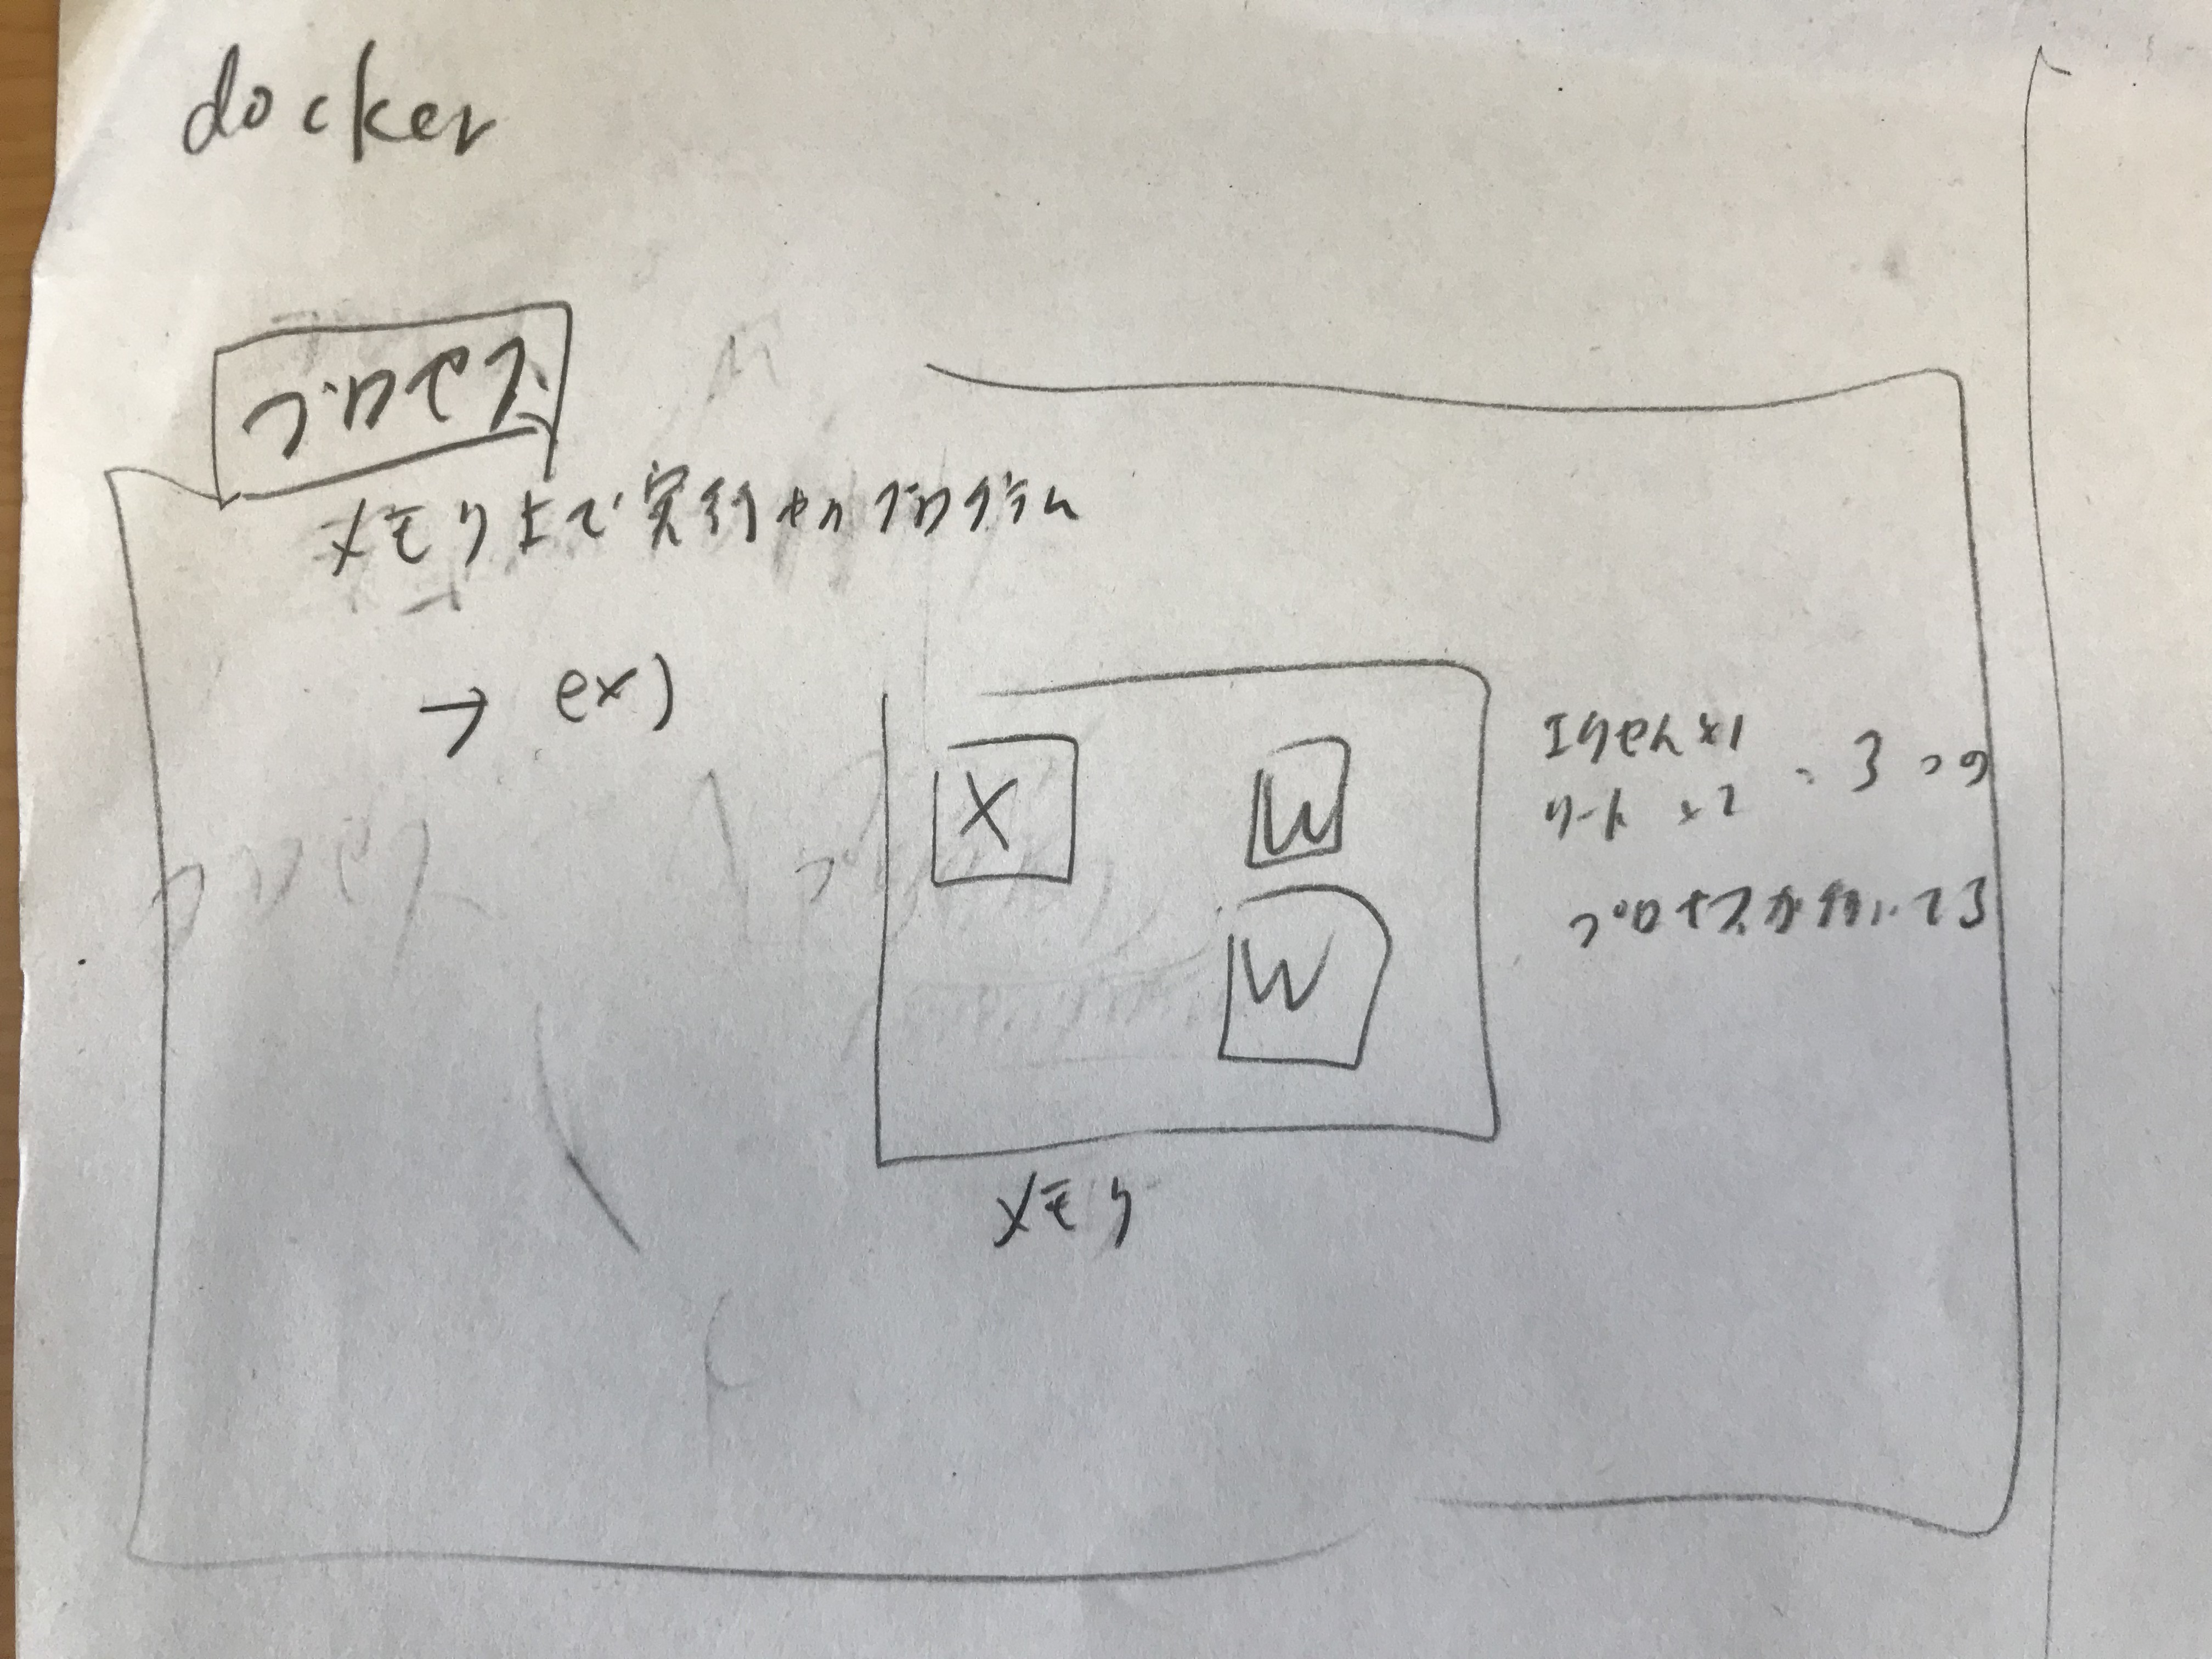 docker
プロセス
メモリ上で実行せれプログラム
→ ex)
X W
W
エクセル×1
ワード ×2 、3つの
プロセスが動いてる
メモリ